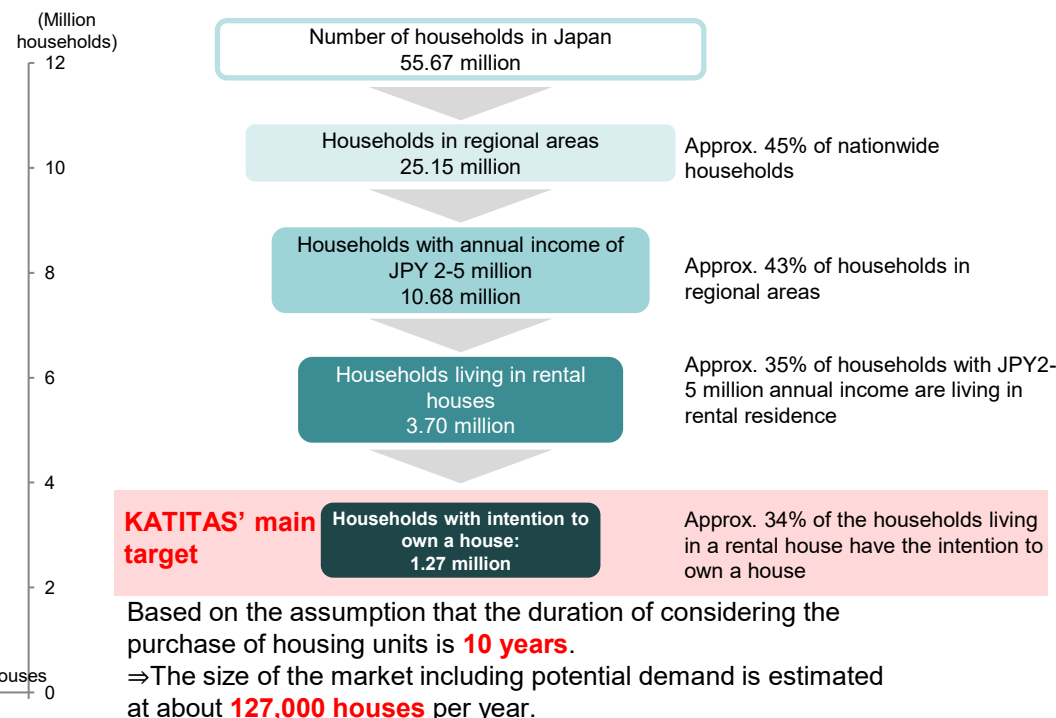 (Million
households)
12
10
8
6
4
2
0
Number of households in Japan
55.67 million
Households in regional areas
25.15 million
Approx. 45% of nationwide
households
Households with annual income of
JPY 2-5 million
10.68 million
Approx. 43% of households in
regional areas
Households living in rental
houses
3.70 million
Approx. 35% of households with JPY2-
5 million annual income are living in
rental residence
KATITAS’ main
target
Households with intention to
own a house:
1.27 million
Approx. 34% of the households living
in a rental house have the intention to
own a house
Based on the assumption that the duration of considering the
purchase of housing units is 10 years.
⇒The size of the market including potential demand is estimated
at about 127,000 houses per year.